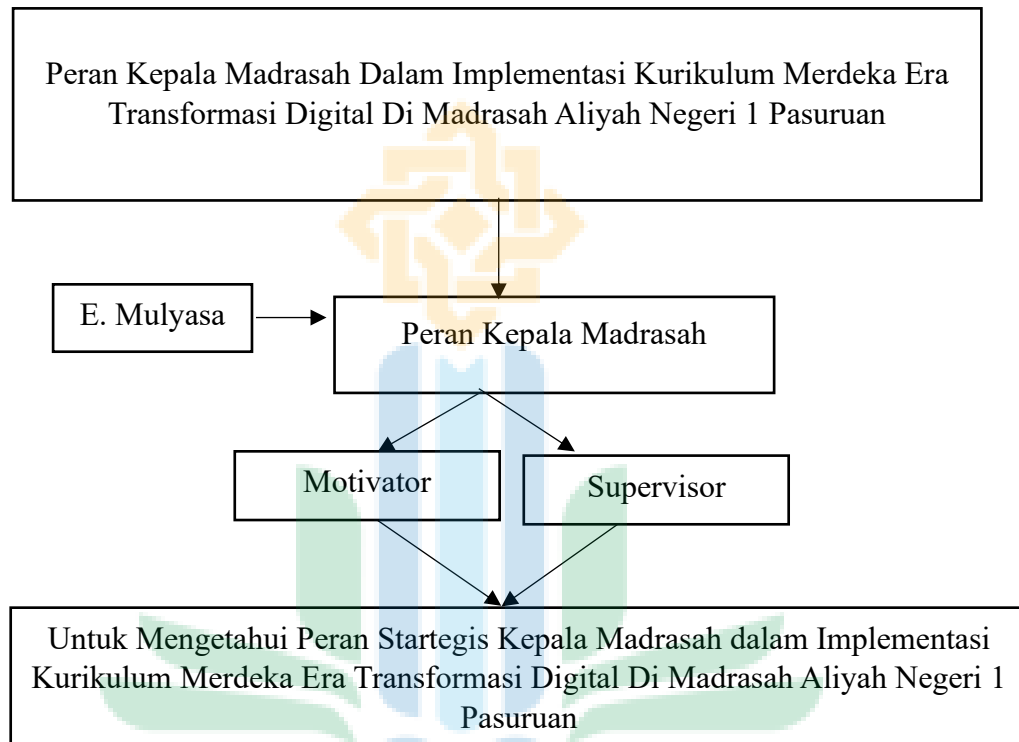 Peran Kepala Madrasah Dalam Implementasi Kurikulum Merdeka Era
Transformasi Digital Di Madrasah Aliyah Negeri 1 Pasuruan
E. Mulyasa
Peran Kepala Madrasah
Motivator
Supervisor
Untuk Mengetahui Peran Startegis Kepala Madrasah dalam Implementasi
Kurikulum Merdeka Era Transformasi Digital Di Madrasah Aliyah Negeri 1
Pasuruan